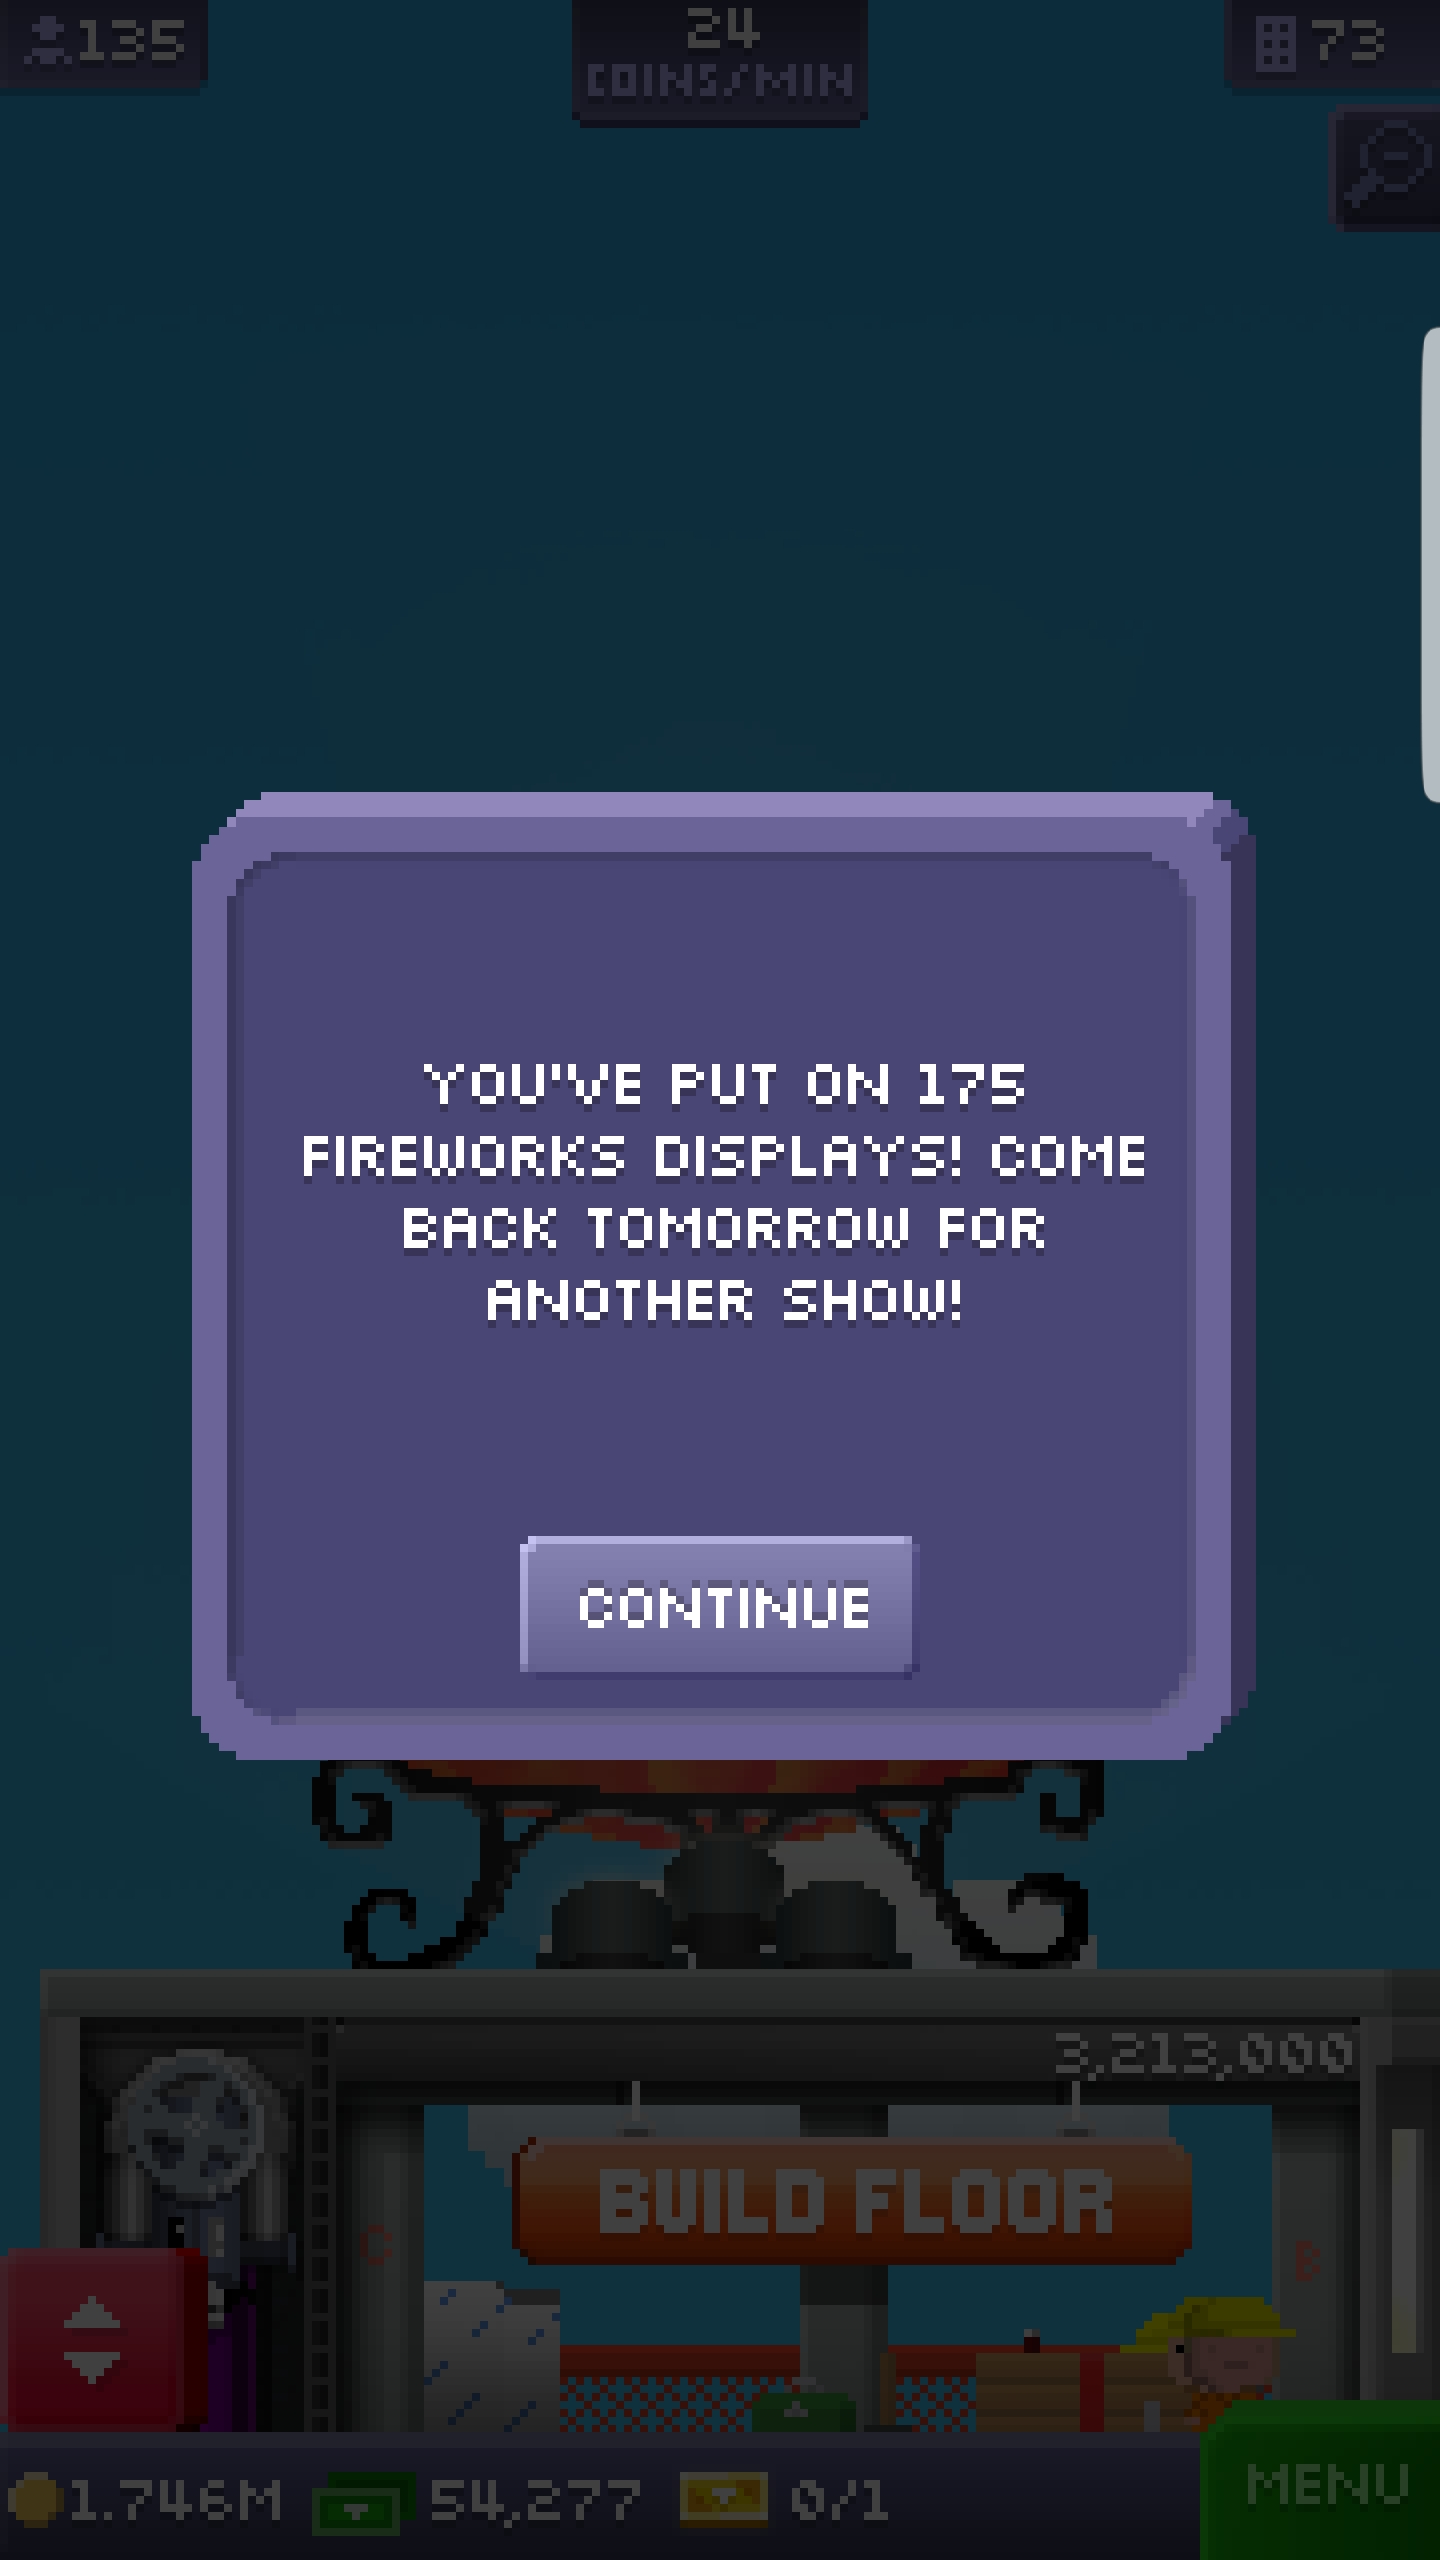 135
24
COINS/MIN
73
YOU'VE PUT ON 175
FIREWORKS DISPLAYS! COME
BACK TOMORROW FOR
ANOTHER SHOW!
CONTINUE
3,213,000
BUILD FLOOR
C
B
1.746M
54,277
0/1
MENU